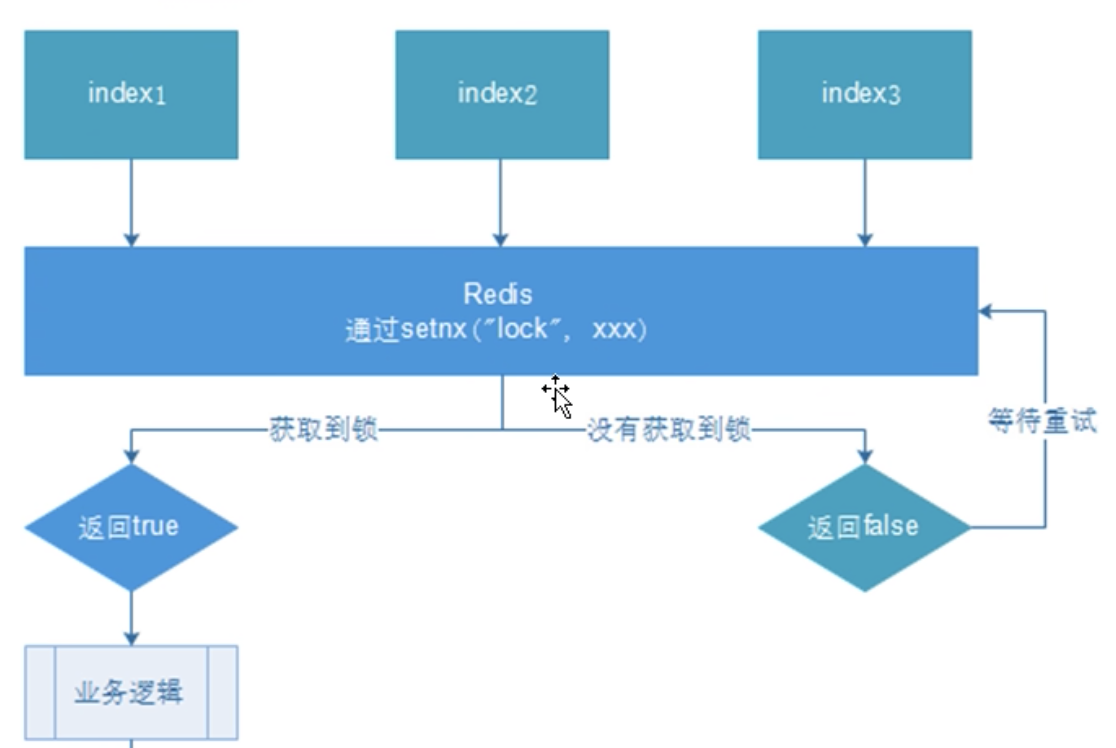 index1
index2
index3
Redis
通过setnx("lock", xxx)
获取到锁
没有获取到锁
等待重试
返回true
返回false
业务逻辑